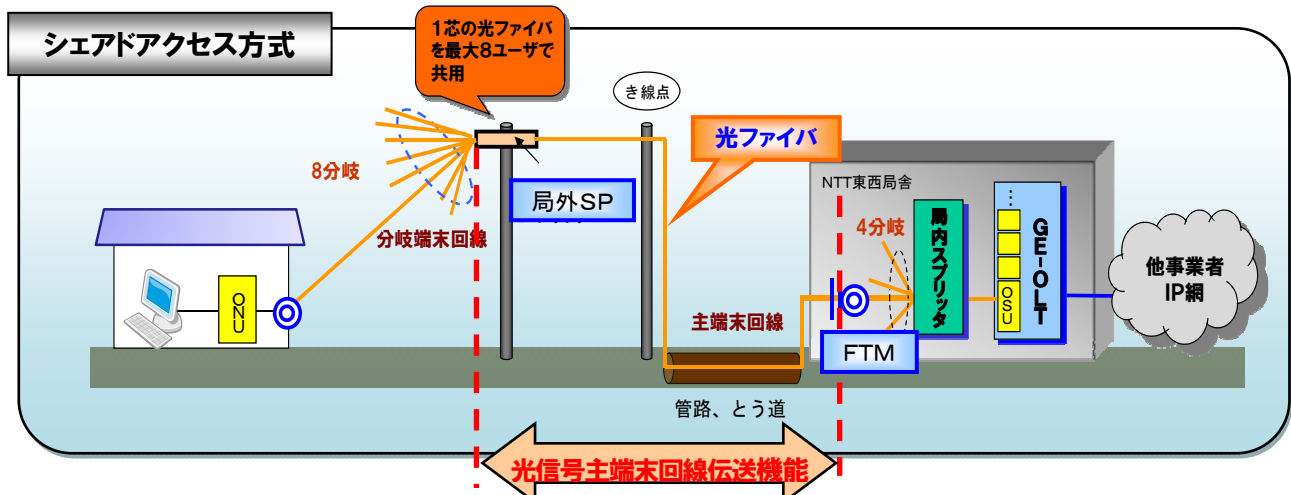 シェアドアクセス方式
1芯の光ファイバ
を最大8ユーザで
共用
き線点
光ファイバ
8分岐
NTT東西局舎
局外SP
分岐端末回線
4分岐
局内スプリッタ
GE-OLT
…
OSU
他事業者
IP網
ONU
主端末回線
FTM
管路、とう道
光信号主端末回線伝送機能